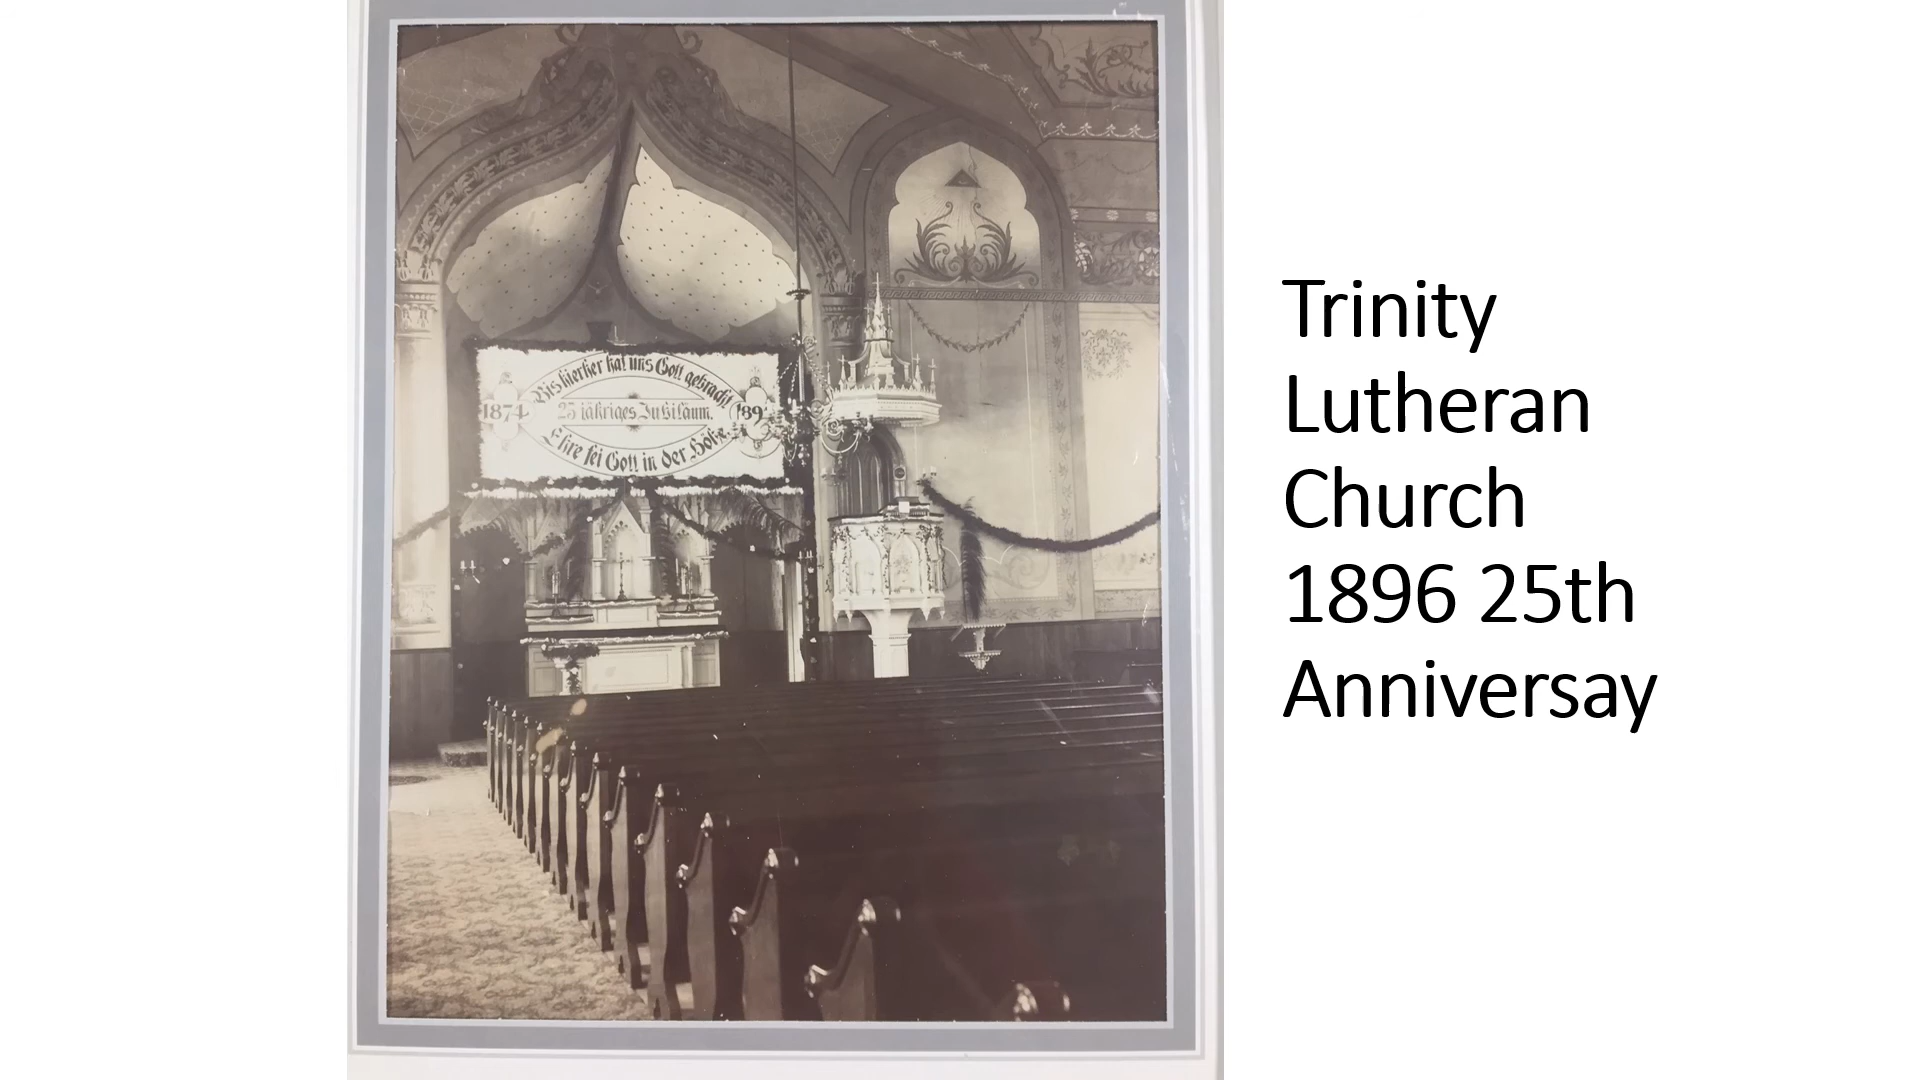 Bis hierher hat uns Gott gebracht
1874
25 jähriges Jubiläum.
189
Ehre sei Gott in der Höhe.
Trinity
Lutheran
Church
1896 25th
Anniversay